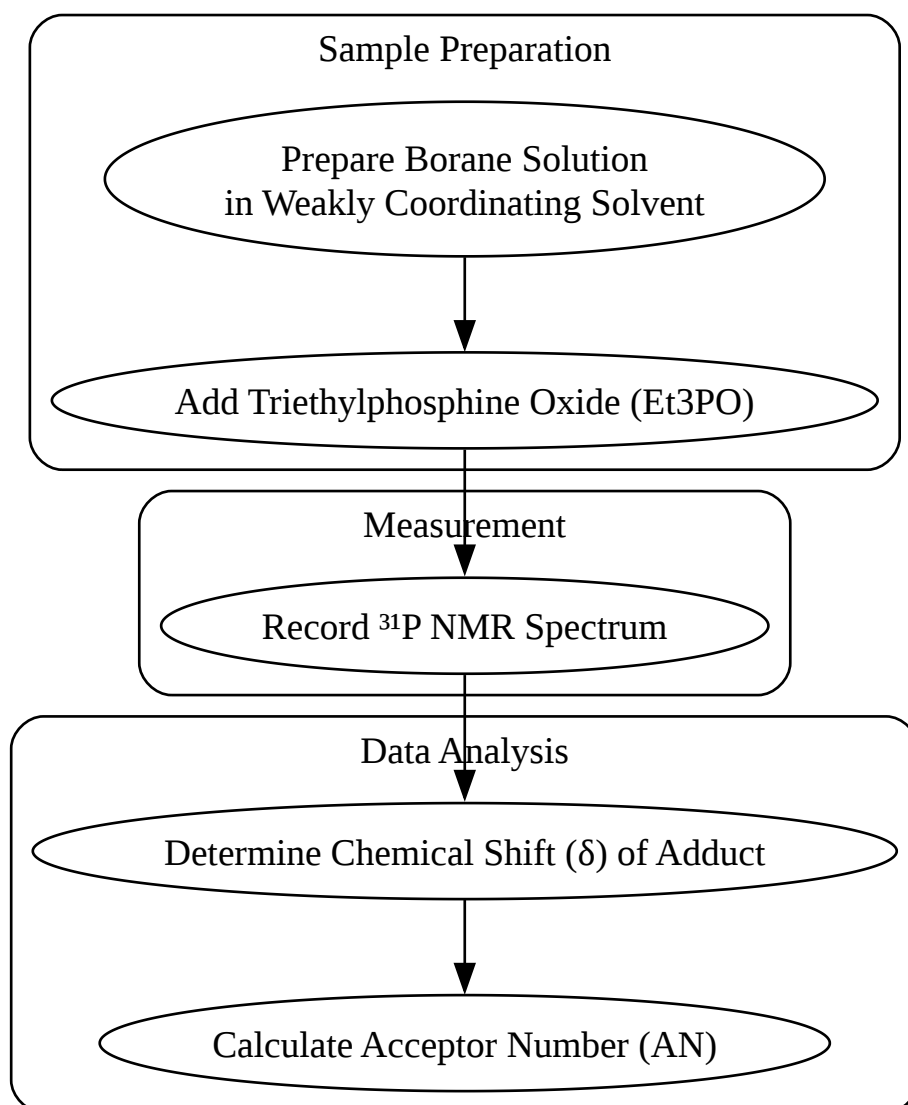 Sample Preparation
Prepare Borane Solution
in Weakly Coordinating Solvent
Add Triethylphosphine Oxide (Et3PO)
Measurement
Record ³¹P NMR Spectrum
Data Analysis
Determine Chemical Shift (δ) of Adduct
Calculate Acceptor Number (AN)